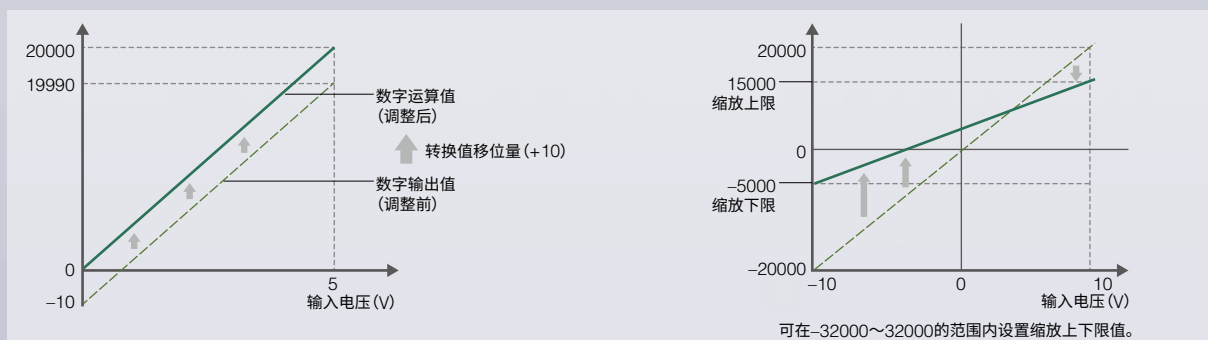 20000
19990
0
–10
5
输入电压(V)
数字运算值
(调整后)
转换值移位量(+10)
数字输出值
(调整前)
20000
15000
缩放上限
0
–5000
缩放下限
–20000
–10
0
10
输入电压(V)
可在–32000～32000的范围内设置缩放上下限值。